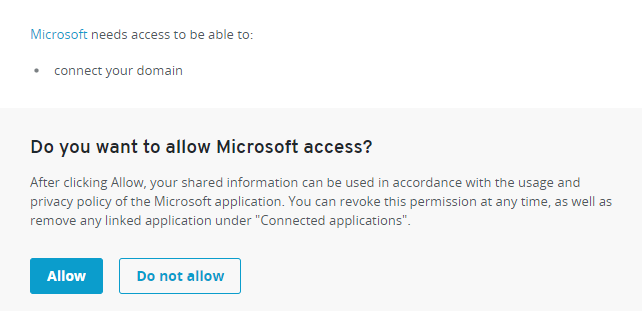 Microsoft needs access to be able to:
• connect your domain
Do you want to allow Microsoft access?
After clicking Allow, your shared information can be used in accordance with the usage and
privacy policy of the Microsoft application. You can revoke this permission at any time, as well as
remove any linked application under "Connected applications".
Allow
Do not allow